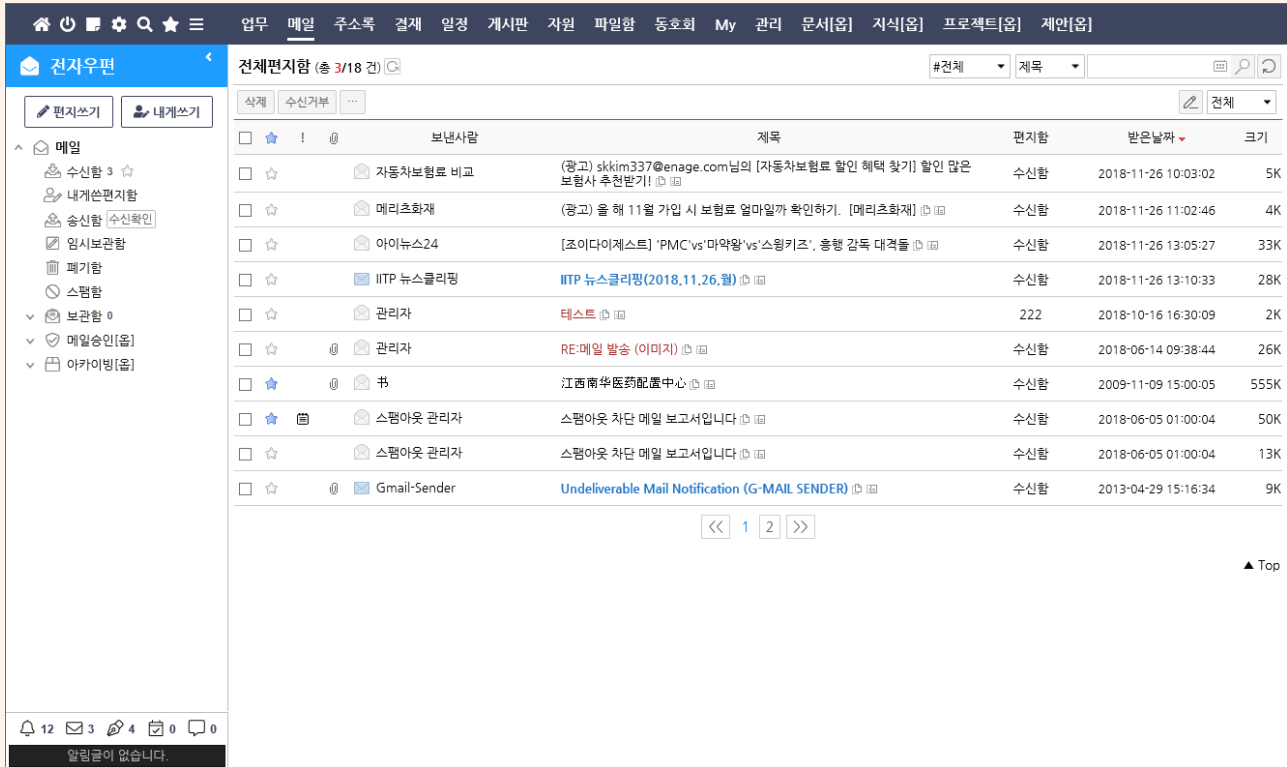 업무 메일 주소록 결재 일정 게시판 자원 파일함 동호회 My 관리 문서[옵] 지식[옵] 프로젝트[옵] 제안[옵]
전자우편
편지쓰기 내게쓰기
메일
수신함 3
내게쓴편지함
송신함 수신확인
임시보관함
폐기함
스팸함
보관함 0
메일승인[옵]
아카이빙[옵]
12 3 4 0 0
알림글이 없습니다.
전체편지함 (총 3/18 건) #전체 제목
삭제 수신거부 ... 전체
! 보낸사람 제목 편지함 받은날짜 크기
자동차보험료 비교 (광고) skkim337@enage.com님의 [자동차보험료 할인 혜택 찾기] 할인 많은
보험사 추천받기! 수신함 2018-11-26 10:03:02 5K
메리츠화재 (광고) 올 해 11월 가입 시 보험료 얼마일까 확인하기. [메리츠화재] 수신함 2018-11-26 11:02:46 4K
아이뉴스24 [조이다이제스트] 'PMC'vs'마약왕'vs'스윙키즈', 흥행 감독 대격돌 수신함 2018-11-26 13:05:27 33K
IITP 뉴스클리핑 IITP 뉴스클리핑(2018.11.26.월) 수신함 2018-11-26 13:10:33 28K
관리자 테스트 222 2018-10-16 16:30:09 2K
관리자 RE:메일 발송 (이미지) 수신함 2018-06-14 09:38:44 26K
书 江西南华医药配置中心 수신함 2009-11-09 15:00:05 555K
스팸아웃 관리자 스팸아웃 차단 메일 보고서입니다 수신함 2018-06-05 01:00:04 50K
스팸아웃 관리자 스팸아웃 차단 메일 보고서입니다 수신함 2018-06-05 01:00:04 13K
Gmail-Sender Undeliverable Mail Notification (G-MAIL SENDER) 수신함 2013-04-29 15:16:34 9K
1 2
▲ Top